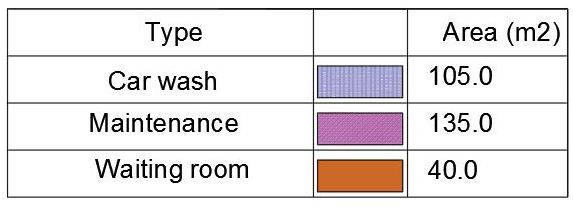 Type Area (m2)
Car wash 105.0
Maintenance 135.0
Waiting room 40.0